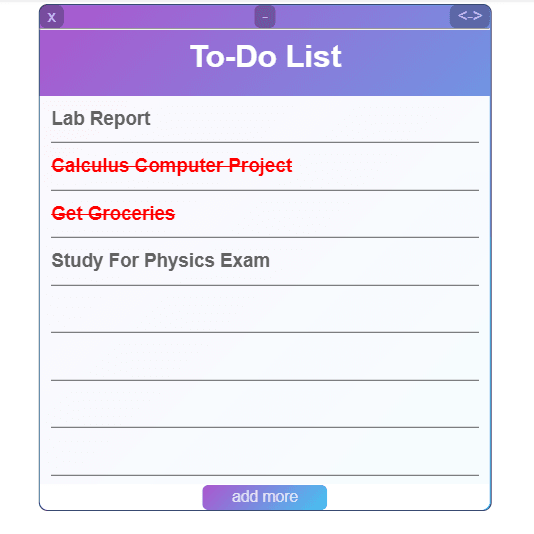 x - <->
To-Do List
Lab Report
Calculus Computer Project
Get Groceries
Study For Physics Exam
add more